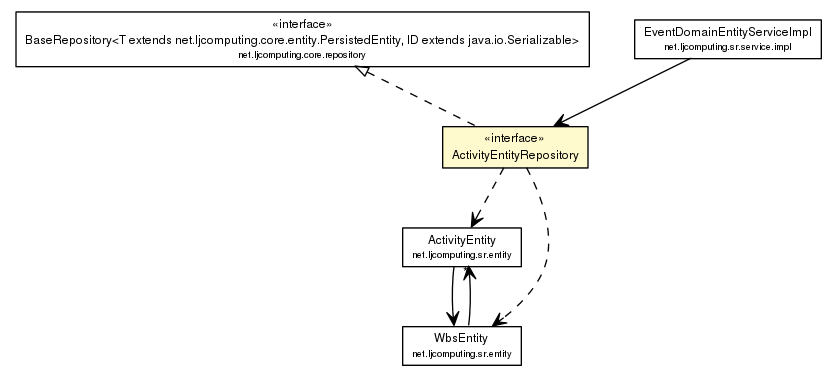 «interface»
BaseRepository<T extends net.ljcomputing.core.entity.PersistedEntity, ID extends java.io.Serializable>
net.ljcomputing.core.repository
EventDomainEntityServiceImpl
net.ljcomputing.sr.service.impl
«interface»
ActivityEntityRepository
ActivityEntity
net.ljcomputing.sr.entity
*
WbsEntity
net.ljcomputing.sr.entity